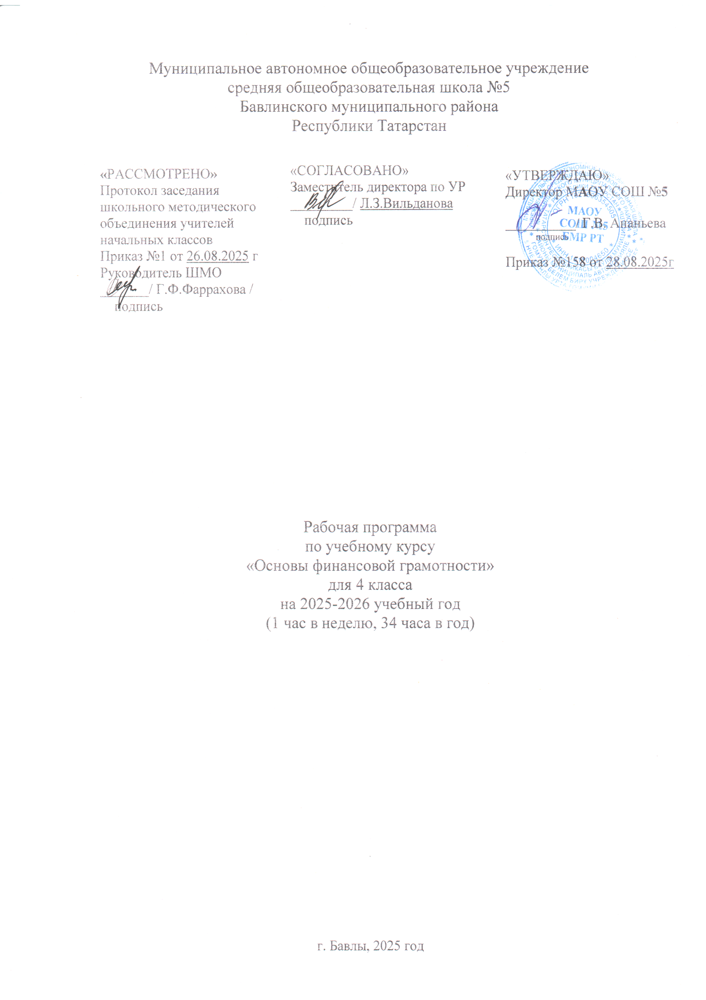 Муниципальное автономное общеобразовательное учреждение
средняя общеобразовательная школа №5
Бавлинского муниципального района
Республики Татарстан
«РАССМОТРЕНО»
Протокол заседания
школьного методического
объединения учителей
начальных классов
Приказ №1 от 26.08.2025 г
Руководитель ШМО
/ Г.Ф.Фаррахова /
подпись
«СОГЛАСОВАНО»
Заместитель директора по УР
/ Л.З.Вильданова
подпись
«УТВЕРЖДАЮ»
Директор МАОУ СОШ №5
/ Г.В. Ананьева
подпись
Приказ №158 от 28.08.2025г
МАОУ
СОШ №5
БМР РТ
Рабочая программа
по учебному курсу
«Основы финансовой грамотности»
для 4 класса
на 2025-2026 учебный год
(1 час в неделю, 34 часа в год)
г. Бавлы, 2025 год